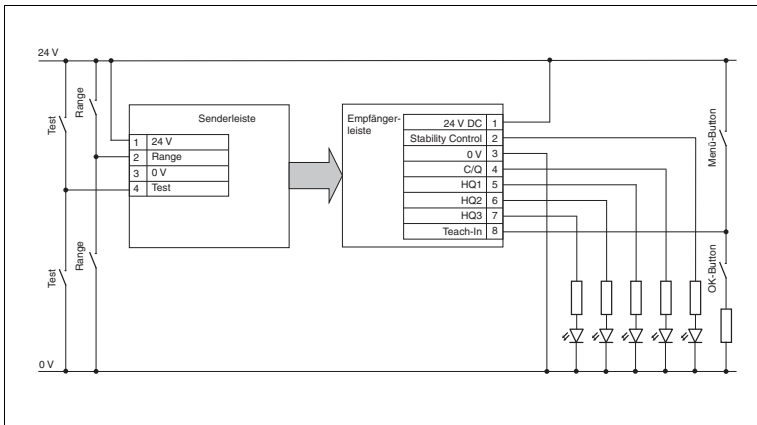 24 V
Test
Range
Senderleiste
1 24 V
2 Range
3 0 V
4 Test
Empfänger-
leiste
24 V DC 1
Stability Control 2
0 V 3
C/Q 4
HQ1 5
HQ2 6
HQ3 7
Teach-In 8
Menü-Button
Test
Range
OK-Button
0 V